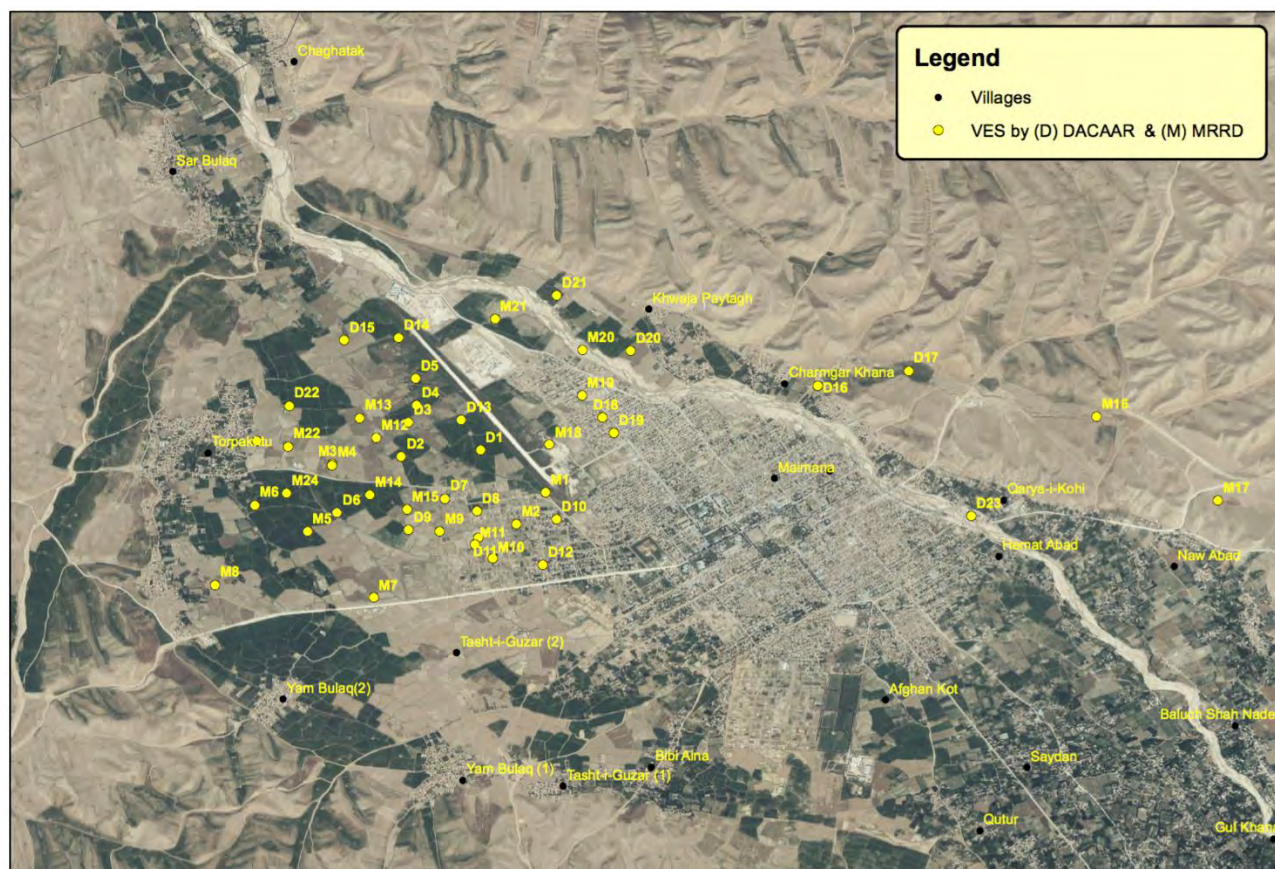 Chaghatak
Legend
Villages
VES by (D) DACAAR & (M) MRRD
Sar Bulaq
D21
Khwaja Paytagh
M21
D15
D14
M20
D20
D17
Charmgar Khana
D16
D5
M19
D22
D4
D3
M13
D13
D18
M16
D19
M12
M22
D2
D1
M18
Torpakhtu
M3
M4
Maimana
M24
M14
D7
M1
M6
D6
Qarya-i-Kohi
M17
M15
D8
M5
D9
M9
M2
D10
D23
M11
D11
M10
D12
Hemat Abad
Naw Abad
M8
M7
Tasht-i-Guzar (2)
Yam Bulaq(2)
Afghan Kot
Baluch Shah Nade
Yam Bulaq (1)
Tasht-i-Guzar (1)
Bibi Aina
Saydan
Qutur
Gul Khana